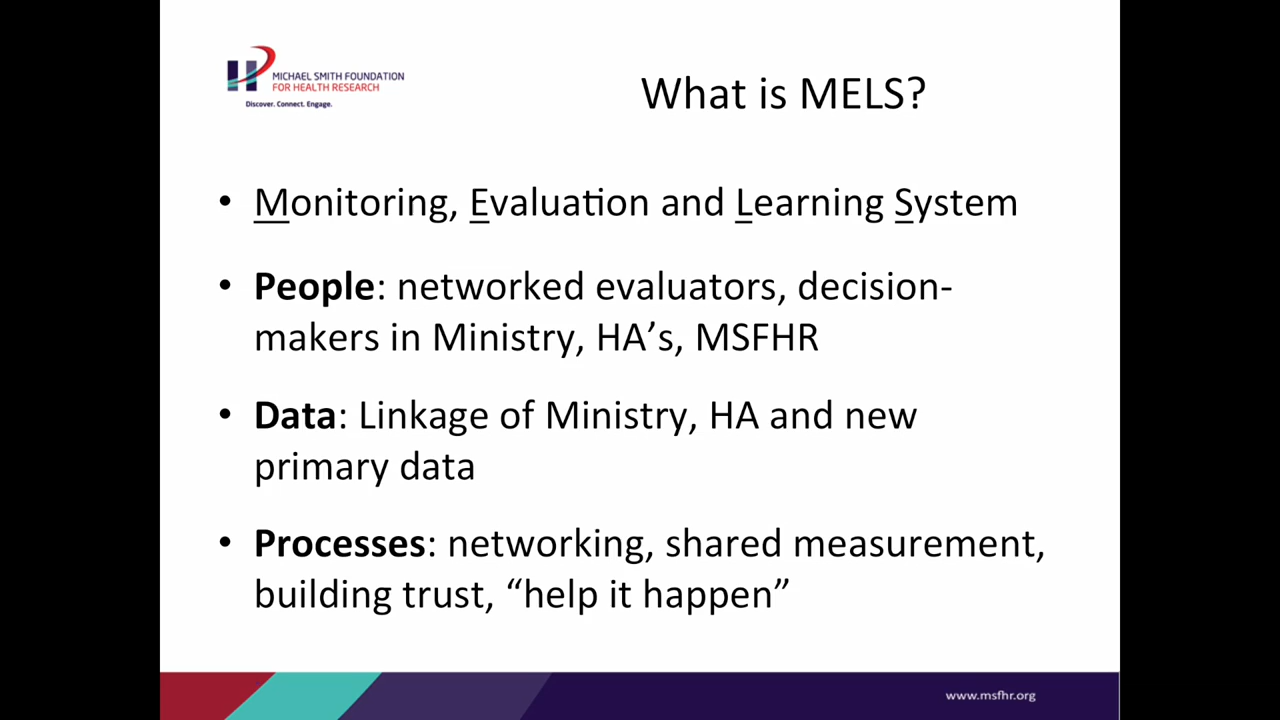 MICHAEL SMITH FOUNDATION
FOR HEALTH RESEARCH
Discover. Connect. Engage.
What is MELS?
• Monitoring, Evaluation and Learning System
• People: networked evaluators, decision-
makers in Ministry, HA’s, MSFHR
• Data: Linkage of Ministry, HA and new
primary data
• Processes: networking, shared measurement,
building trust, “help it happen”
www.msfhr.org